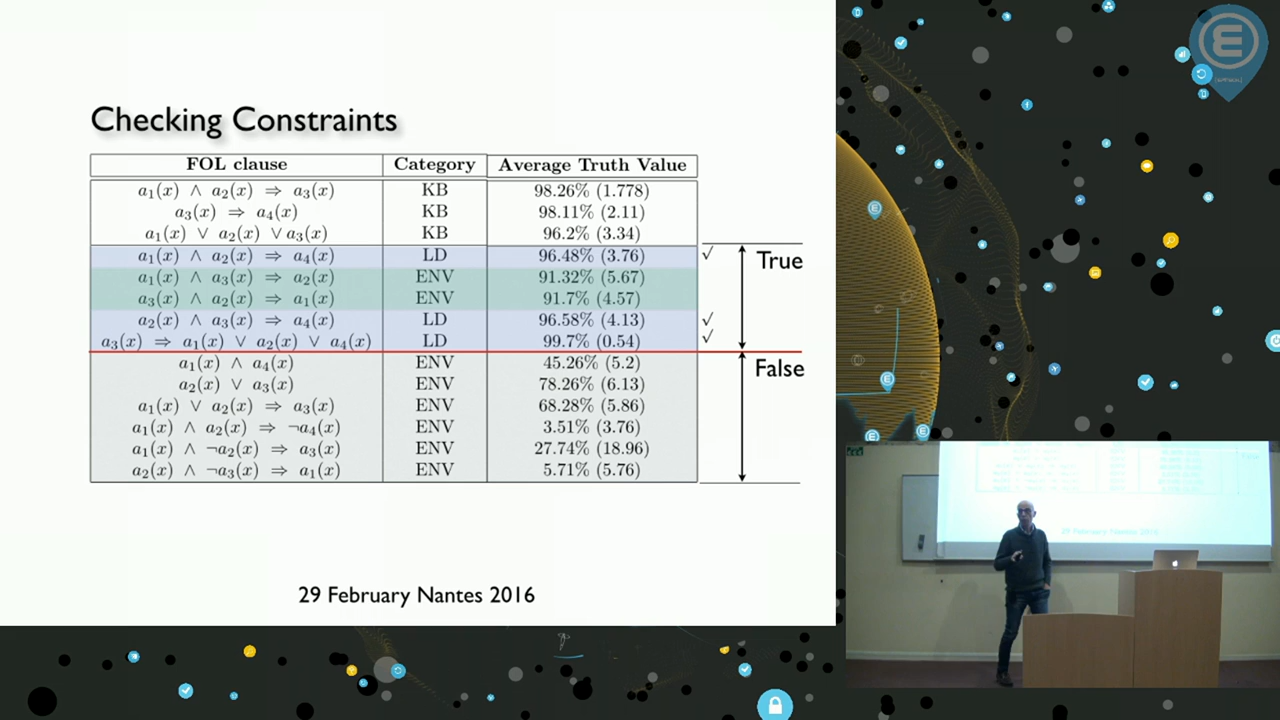 Checking Constraints
FOL clause Category Average Truth Value
a₁(x) ∧ a₂(x) ⇒ a₃(x) KB 98.26% (1.778)
a₃(x) ⇒ a₄(x) KB 98.11% (2.11)
a₁(x) ∨ a₂(x) ∨ a₃(x) KB 96.2% (3.34)
a₁(x) ∧ a₂(x) ⇒ a₄(x) LD 96.48% (3.76) ✓ True
a₁(x) ∧ a₃(x) ⇒ a₂(x) ENV 91.32% (5.67)
a₃(x) ∧ a₂(x) ⇒ a₁(x) ENV 91.7% (4.57)
a₂(x) ∧ a₃(x) ⇒ a₄(x) LD 96.58% (4.13) ✓
a₃(x) ⇒ a₁(x) ∨ a₂(x) ∨ a₄(x) LD 99.7% (0.54) ✓
a₁(x) ∧ a₄(x) ENV 45.26% (5.2) False
a₂(x) ∨ a₃(x) ENV 78.26% (6.13)
a₁(x) ∨ a₂(x) ⇒ a₃(x) ENV 68.28% (5.86)
a₁(x) ∧ a₂(x) ⇒ ¬a₄(x) ENV 3.51% (3.76)
a₁(x) ∧ ¬a₂(x) ⇒ a₃(x) ENV 27.74% (18.96)
a₂(x) ∧ ¬a₃(x) ⇒ a₁(x) ENV 5.71% (5.76)
29 February Nantes 2016
29 February Nantes 2016